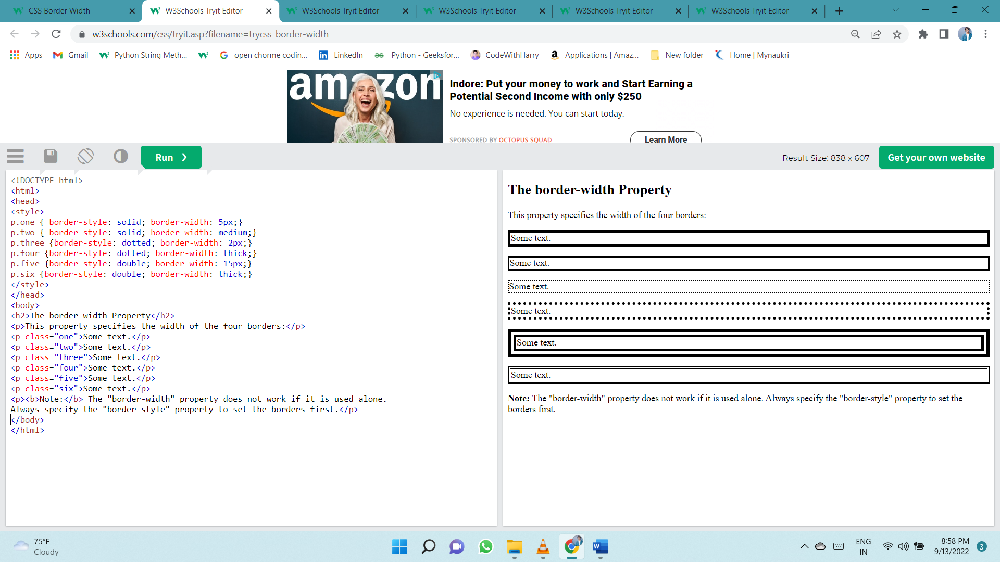 CSS Border Width
W3Schools Tryit Editor
W3Schools Tryit Editor
W3Schools Tryit Editor
W3Schools Tryit Editor
W3Schools Tryit Editor
w3schools.com/css/tryit.asp?filename=trycss_border-width
Apps
Gmail
Python String Meth...
open chorme codin...
LinkedIn
Python - Geeksfor...
CodeWithHarry
Applications | Amaz...
New folder
Home | Mynaukri
amazon
Indore: Put your money to work and Start Earning a
Potential Second Income with only $250
No experience is needed. You can start today.
SPONSORED BY OCTOPUS SQUAD
Learn More
Run ❯
Result Size: 838 x 607
Get your own website
<!DOCTYPE html>
<html>
<head>
<style>
p.one { border-style: solid; border-width: 5px;}
p.two { border-style: solid; border-width: medium;}
p.three {border-style: dotted; border-width: 2px;}
p.four {border-style: dotted; border-width: thick;}
p.five {border-style: double; border-width: 15px;}
p.six {border-style: double; border-width: thick;}
</style>
</head>
<body>
<h2>The border-width Property</h2>
<p>This property specifies the width of the four borders:</p>
<p class="one">Some text.</p>
<p class="two">Some text.</p>
<p class="three">Some text.</p>
<p class="four">Some text.</p>
<p class="five">Some text.</p>
<p class="six">Some text.</p>
<p><b>Note:</b> The "border-width" property does not work if it is used alone.
Always specify the "border-style" property to set the borders first.</p>
</body>
</html>
The border-width Property
This property specifies the width of the four borders:
Some text.
Some text.
Some text.
Some text.
Some text.
Some text.
Note: The "border-width" property does not work if it is used alone. Always specify the "border-style" property to set the
borders first.
75°F
Cloudy
W
ENG
IN
8:58 PM
9/13/2022
3